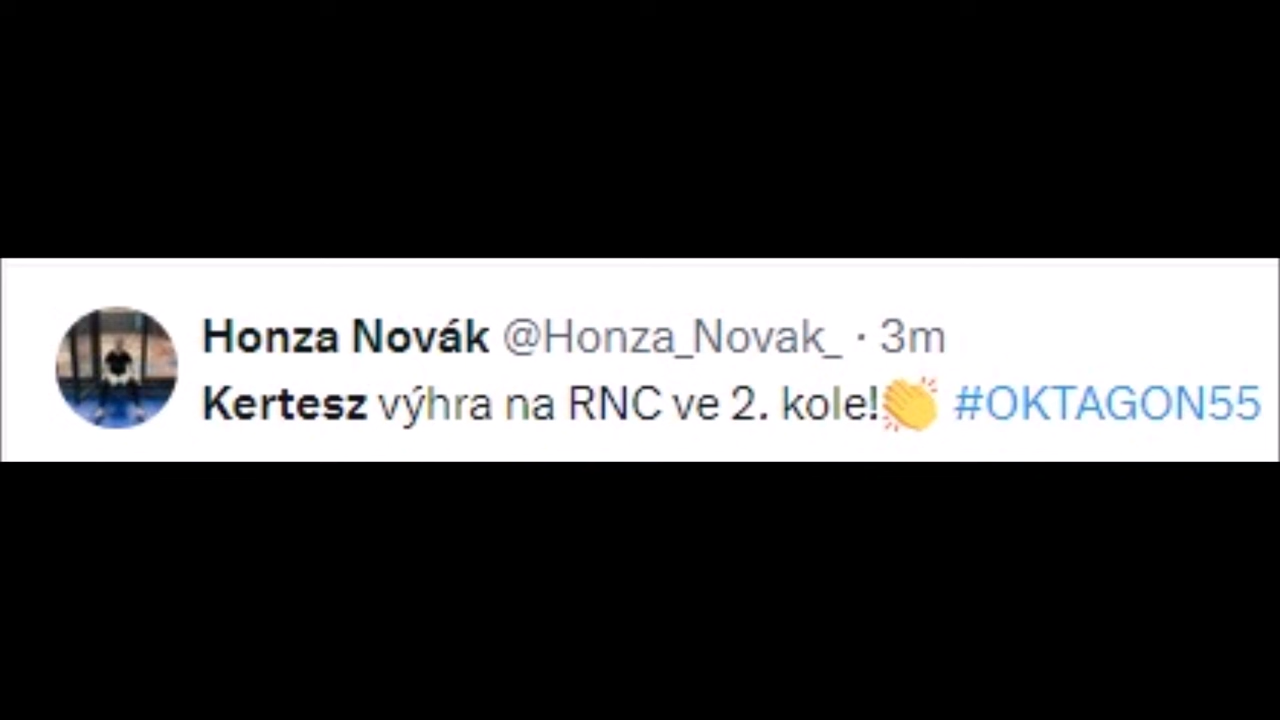 Honza Novák @Honza_Novak_ · 3m
Kertesz výhra na RNC ve 2. kole!👏 #OKTAGON55